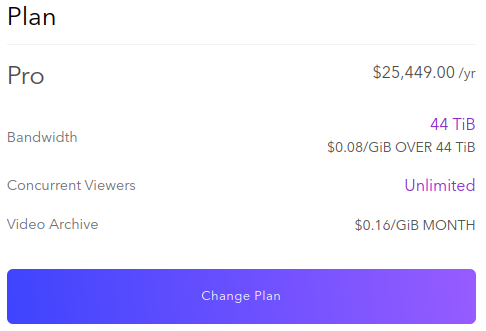 Plan
Pro
$25,449.00 /yr
Bandwidth
44 TiB
$0.08/GiB OVER 44 TiB
Concurrent Viewers
Unlimited
Video Archive
$0.16/GiB MONTH
Change Plan